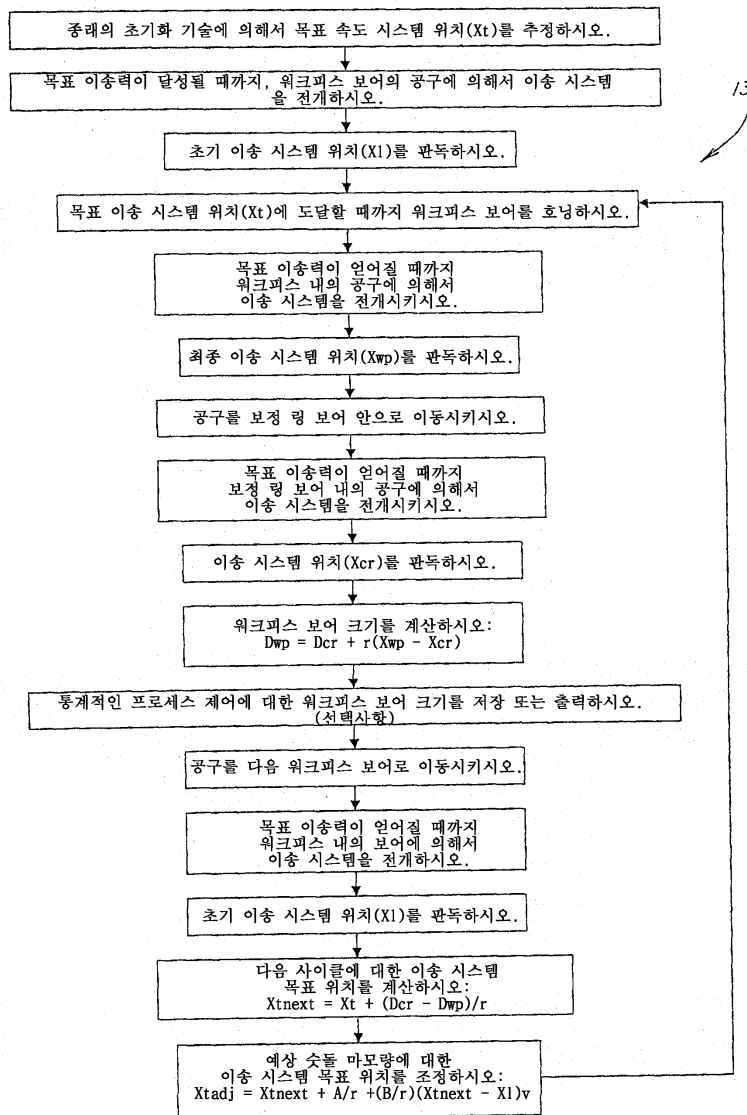 종래의 초기화 기술에 의해서 목표 속도 시스템 위치(Xt)를 추정하시오.
목표 이송력이 달성될 때까지, 워크피스 보어의 공구에 의해서 이송 시스템
을 전개하시오.
13
초기 이송 시스템 위치(X1)를 판독하시오.
목표 이송 시스템 위치(Xt)에 도달할 때까지 워크피스 보어를 호닝하시오.
목표 이송력이 얻어질 때까지
워크피스 내의 공구에 의해서
이송 시스템을 전개시키시오.
최종 이송 시스템 위치(Xwp)를 판독하시오.
공구를 보정 링 보어 안으로 이동시키시오.
목표 이송력이 얻어질 때까지
보정 링 보어 내의 공구에 의해서
이송 시스템을 전개시키시오.
이송 시스템 위치(Xcr)를 판독하시오.
워크피스 보어 크기를 계산하시오:
Dwp = Dcr + r(Xwp - Xcr)
통계적인 프로세스 제어에 대한 워크피스 보어 크기를 저장 또는 출력하시오.
(선택사항)
공구를 다음 워크피스 보어로 이동시키시오.
목표 이송력이 얻어질 때까지
워크피스 내의 보어에 의해서
이송 시스템을 전개하시오.
초기 이송 시스템 위치(X1)를 판독하시오.
다음 사이클에 대한 이송 시스템
목표 위치를 계산하시오:
Xtnext = Xt + (Dcr - Dwp)/r
예상 숫돌 마모량에 대한
이송 시스템 목표 위치를 조정하시오:
Xtadj = Xtnext + A/r +(B/r)(Xtnext - X1)v